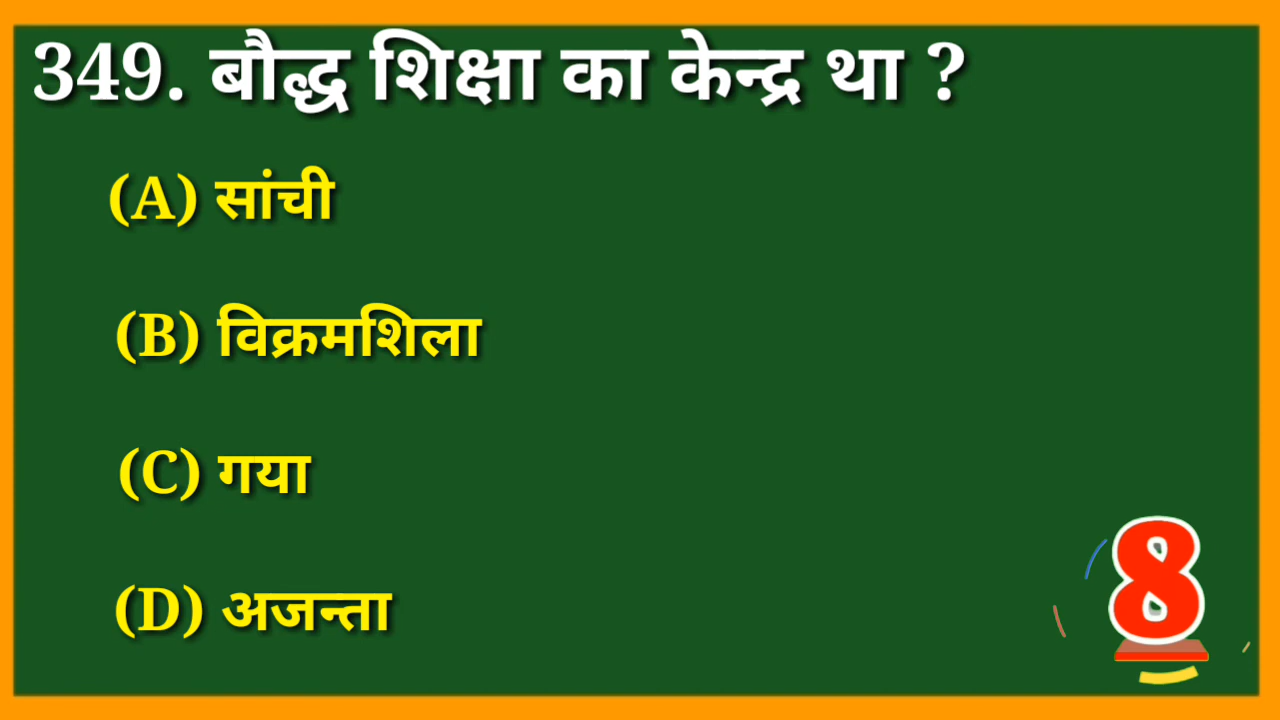 349. बौद्ध शिक्षा का केन्द्र था ?
(A) सांची
(B) विक्रमशिला
(C) गया
(D) अजन्ता
8